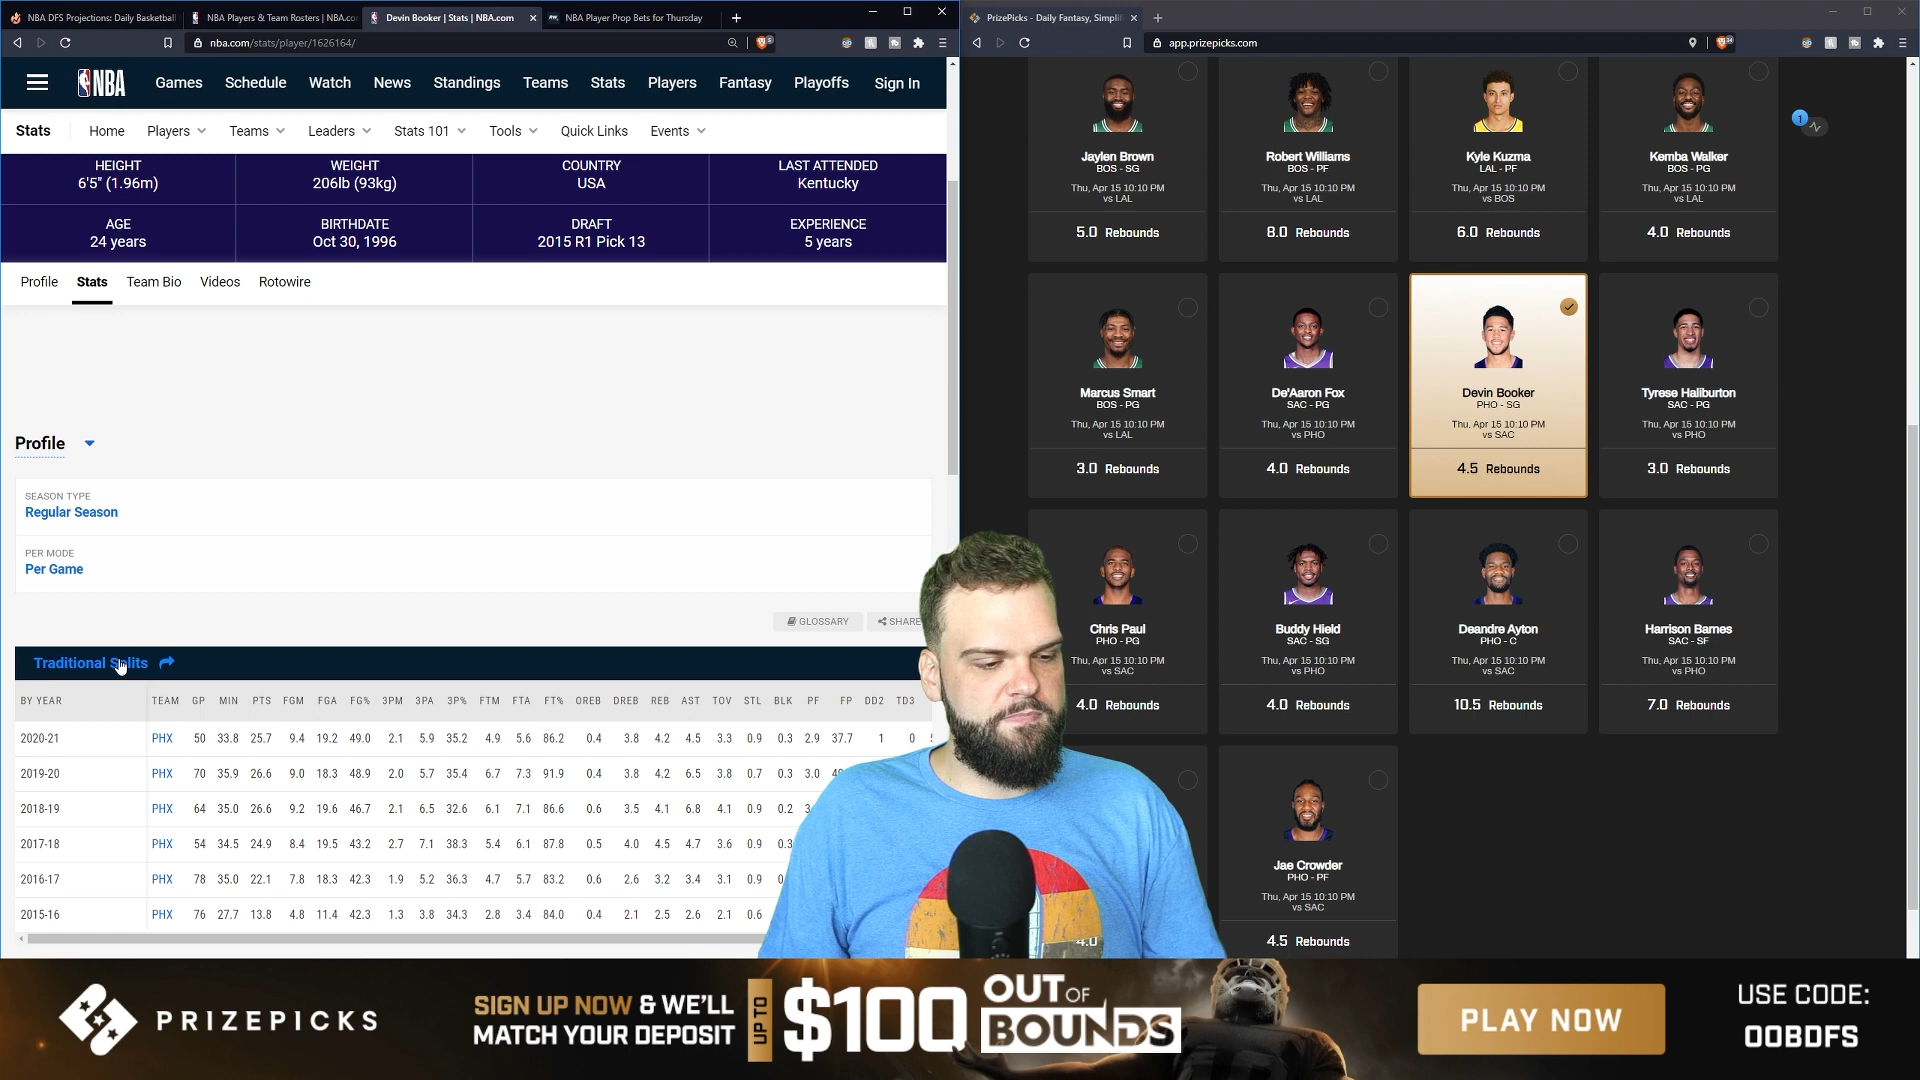 NBA DFS Projections: Daily Basketball
NBA Players & Team Rosters | NBA.co
Devin Booker | Stats | NBA.com
NBA Player Prop Bets for Thursday
nba.com/stats/player/1626164/
NBA
Games
Schedule
Watch
News
Standings
Teams
Stats
Players
Fantasy
Playoffs
Sign In
Stats
Home
Players
Teams
Leaders
Stats 101
Tools
Quick Links
Events
HEIGHT
6'5" (1.96m)
WEIGHT
206lb (93kg)
COUNTRY
USA
LAST ATTENDED
Kentucky
AGE
24 years
BIRTHDATE
Oct 30, 1996
DRAFT
2015 R1 Pick 13
EXPERIENCE
5 years
Profile
Stats
Team Bio
Videos
Rotowire
Profile
SEASON TYPE
Regular Season
PER MODE
Per Game
GLOSSARY
SHARE
Traditional Splits
BY YEAR TEAM GP MIN PTS FGM FGA FG% 3PM 3PA 3P% FTM FTA FT% OREB DREB REB AST TOV STL BLK PF FP DD2 TD3
2020-21 PHX 50 33.8 25.7 9.4 19.2 49.0 2.1 5.9 35.2 4.9 5.6 86.2 0.4 3.8 4.2 4.5 3.3 0.9 0.3 2.9 37.7 1 0
2019-20 PHX 70 35.9 26.6 9.0 18.3 48.9 2.0 5.7 35.4 6.7 7.3 91.9 0.4 3.8 4.2 6.5 3.8 0.7 0.3 3.0
2018-19 PHX 64 35.0 26.6 9.2 19.6 46.7 2.1 6.5 32.6 6.1 7.1 86.6 0.6 3.5 4.1 6.8 4.1 0.9 0.2
2017-18 PHX 54 34.5 24.9 8.4 19.5 43.2 2.7 7.1 38.3 5.4 6.1 87.8 0.5 4.0 4.5 4.7 3.6 0.9 0.3
2016-17 PHX 78 35.0 22.1 7.8 18.3 42.3 1.9 5.2 36.3 4.7 5.7 83.2 0.6 2.6 3.2 3.4 3.1 0.9
2015-16 PHX 76 27.7 13.8 4.8 11.4 42.3 1.3 3.8 34.3 2.8 3.4 84.0 0.4 2.1 2.5 2.6 2.1 0.6
PrizePicks - Daily Fantasy, Simpli
app.prizepicks.com
1
Jaylen Brown
BOS - SG
Thu, Apr 15 10:10 PM
vs LAL
5.0 Rebounds
Robert Williams
BOS - PF
Thu, Apr 15 10:10 PM
vs LAL
8.0 Rebounds
Kyle Kuzma
LAL - PF
Thu, Apr 15 10:10 PM
vs BOS
6.0 Rebounds
Kemba Walker
BOS - PG
Thu, Apr 15 10:10 PM
vs LAL
4.0 Rebounds
Marcus Smart
BOS - PG
Thu, Apr 15 10:10 PM
vs LAL
3.0 Rebounds
De'Aaron Fox
SAC - PG
Thu, Apr 15 10:10 PM
vs PHO
4.0 Rebounds
Devin Booker
PHO - SG
Thu, Apr 15 10:10 PM
vs SAC
4.5 Rebounds
Tyrese Haliburton
SAC - PG
Thu, Apr 15 10:10 PM
vs PHO
3.0 Rebounds
Chris Paul
PHO - PG
Thu, Apr 15 10:10 PM
vs SAC
4.0 Rebounds
Buddy Hield
SAC - SG
Thu, Apr 15 10:10 PM
vs PHO
4.0 Rebounds
Deandre Ayton
PHO - C
Thu, Apr 15 10:10 PM
vs SAC
10.5 Rebounds
Harrison Barnes
SAC - SF
Thu, Apr 15 10:10 PM
vs PHO
7.0 Rebounds
4.0
Jae Crowder
PHO - PF
Thu, Apr 15 10:10 PM
vs SAC
4.5 Rebounds
PRIZEPICKS
SIGN UP NOW & WE'LL
MATCH YOUR DEPOSIT
UP TO
$100
OUT OF
BOUNDS
PLAY NOW
USE CODE:
OOBDFS